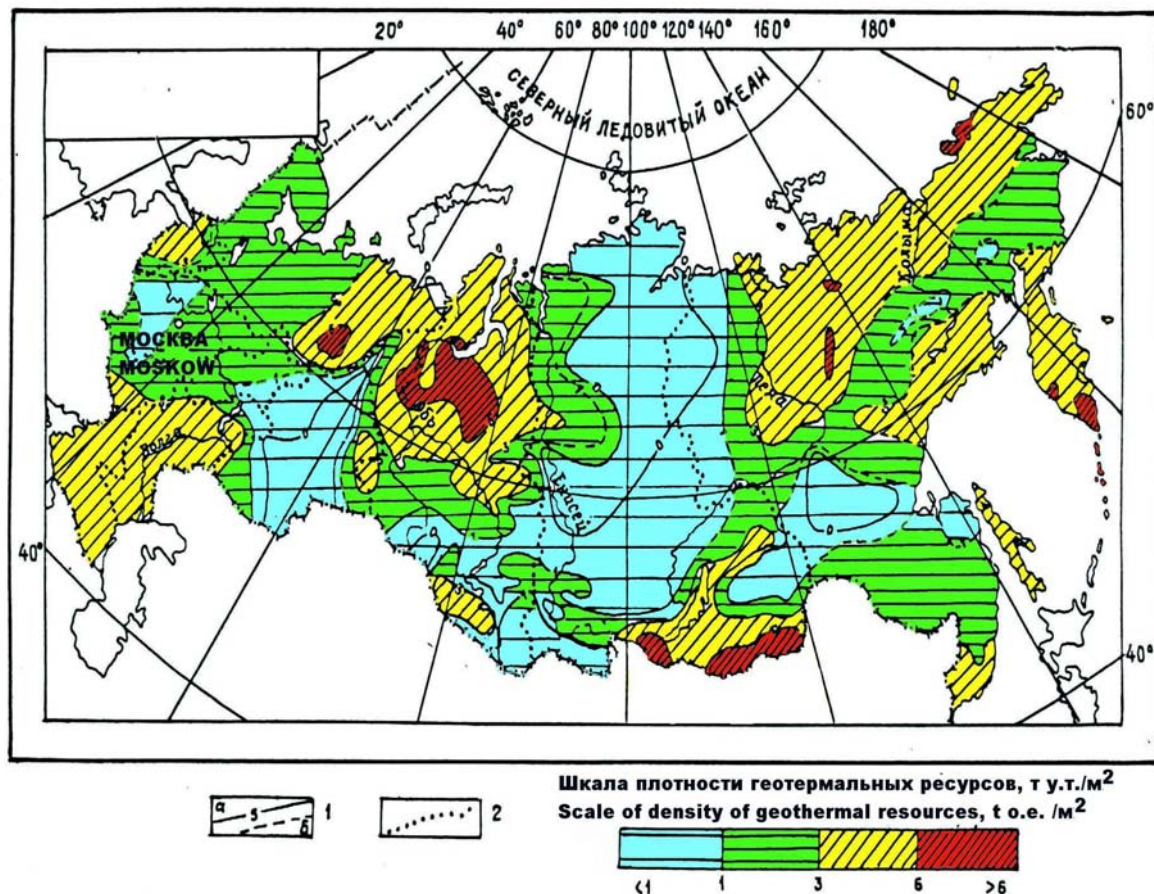 20° 40° 60° 80° 100° 120° 140° 160° 180°
СЕВЕРНЫЙ ЛЕДОВИТЫЙ ОКЕАН
60°
Колыма
МОСКВА
MOSKOW
Лена
Обь
Волга
Енисей
40°
40°
Шкала плотности геотермальных ресурсов, т у.т./м²
а 5 б 1 2
Scale of density of geothermal resources, t o.e. /м²
<1 1 3 6 >6